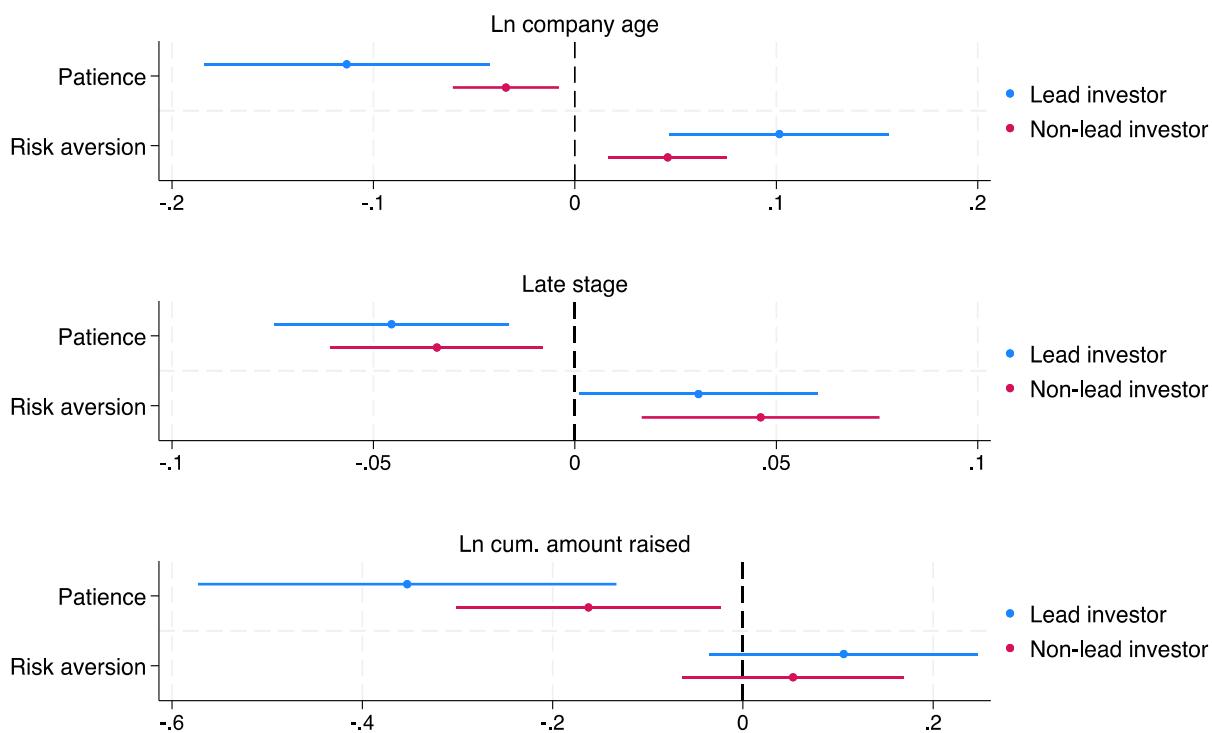 Ln company age
Patience
Risk aversion
-.2 -.1 0 .1 .2
Lead investor
Non-lead investor
Late stage
Patience
Risk aversion
-.1 -.05 0 .05 .1
Lead investor
Non-lead investor
Ln cum. amount raised
Patience
Risk aversion
-.6 -.4 -.2 0 .2
Lead investor
Non-lead investor